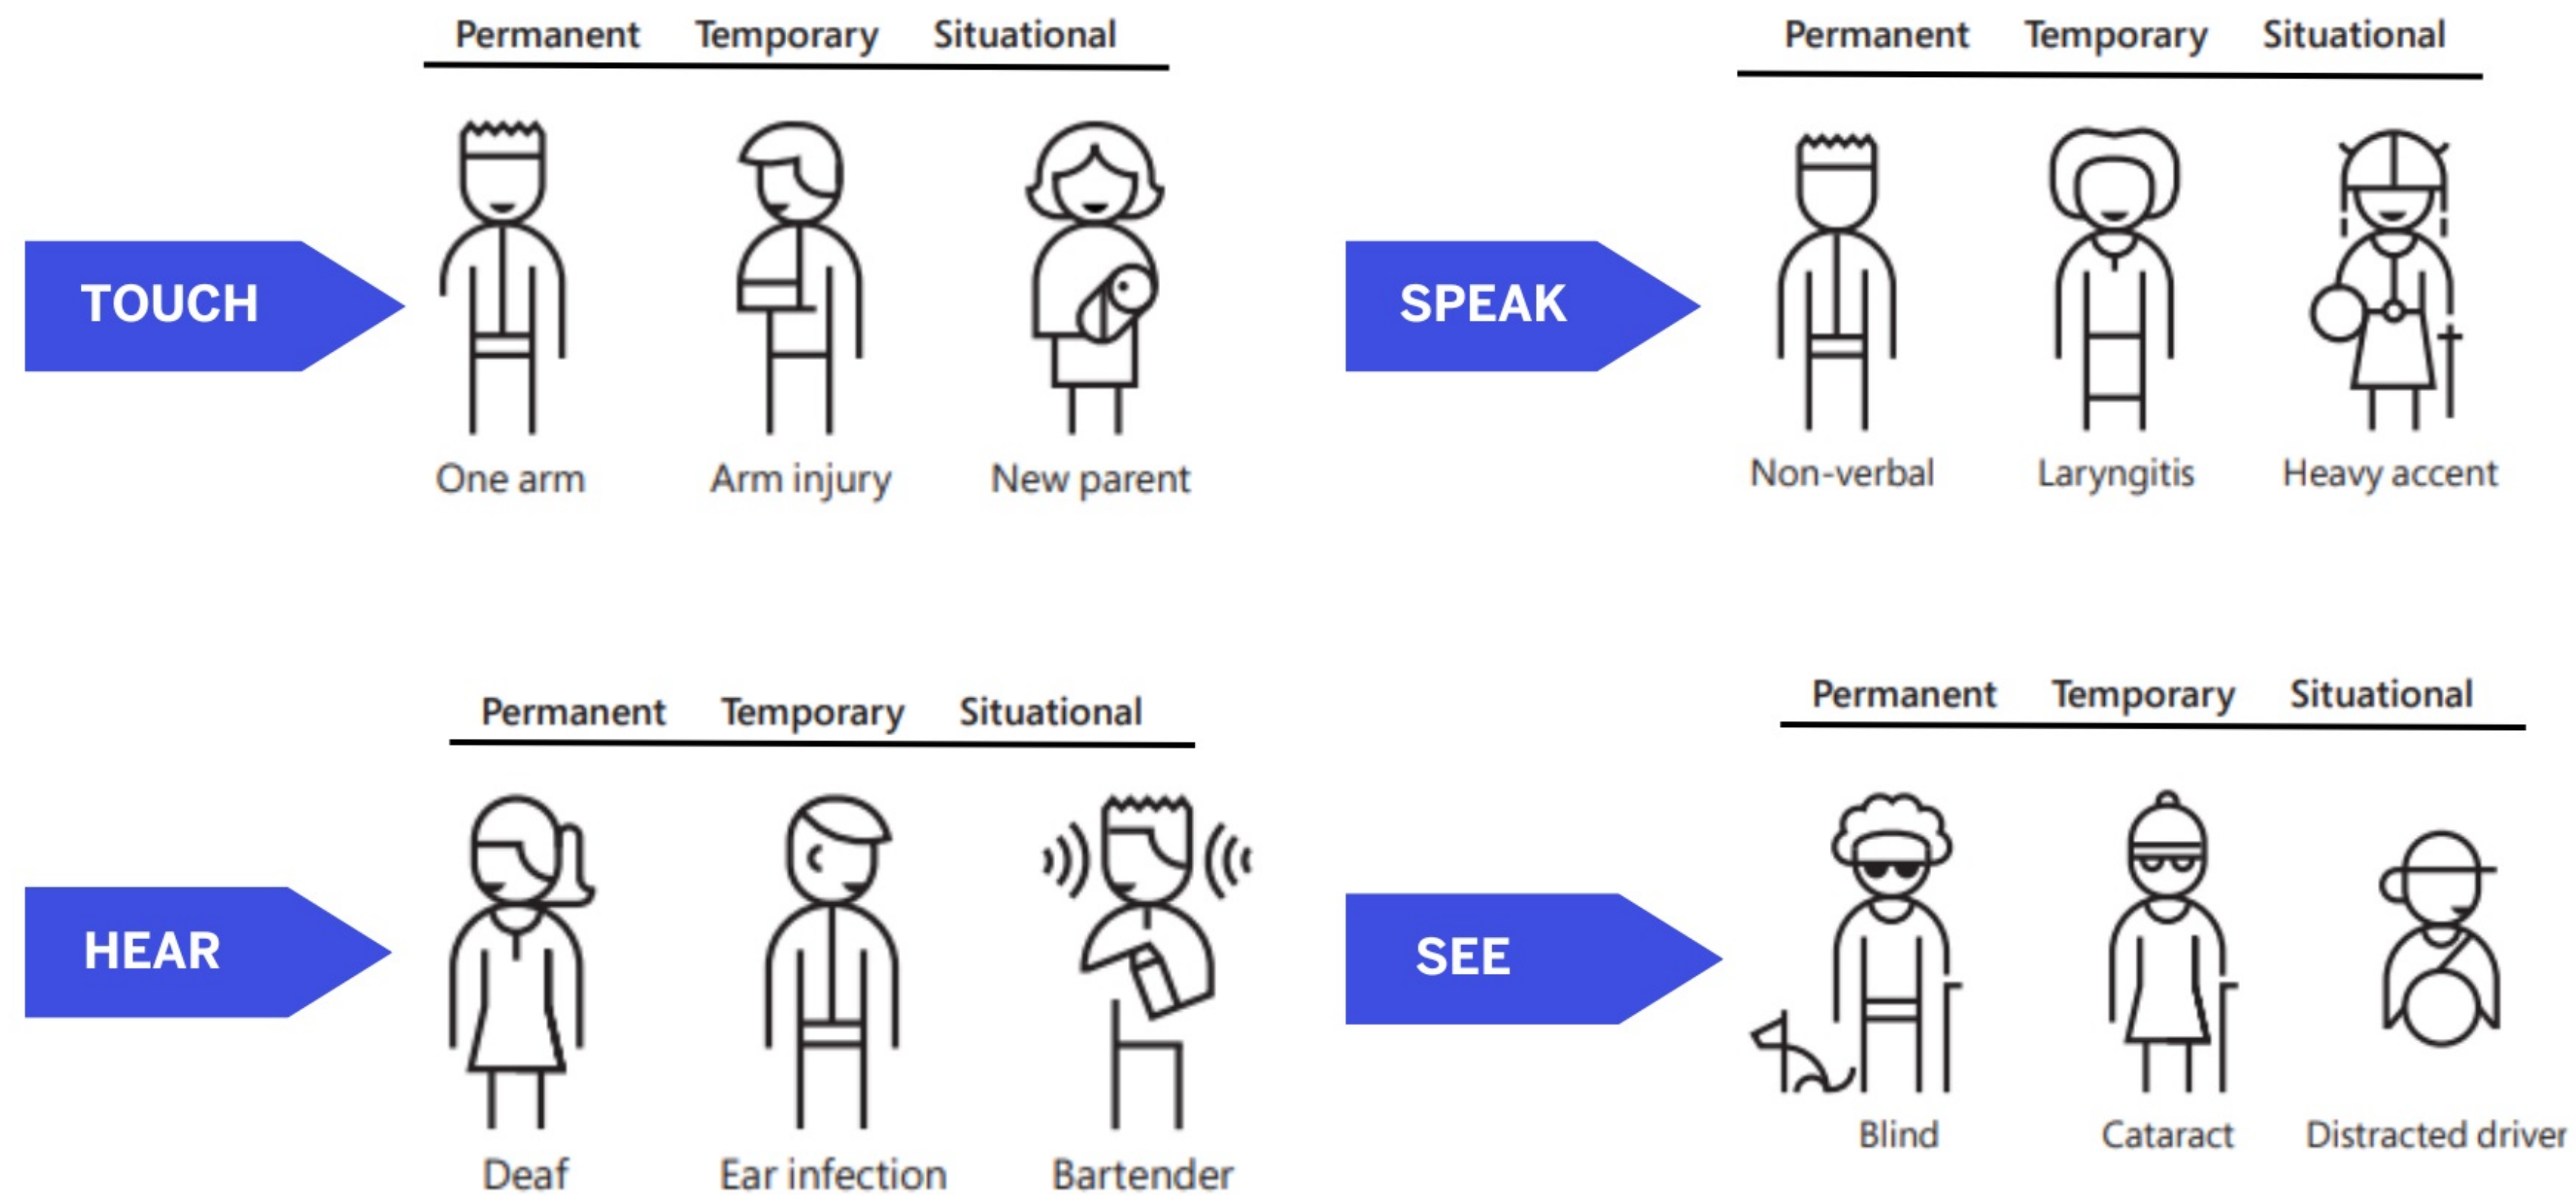 Permanent Temporary Situational
TOUCH
One arm Arm injury New parent
Permanent Temporary Situational
SPEAK
Non-verbal Laryngitis Heavy accent
Permanent Temporary Situational
HEAR
Deaf Ear infection Bartender
Permanent Temporary Situational
SEE
Blind Cataract Distracted driver